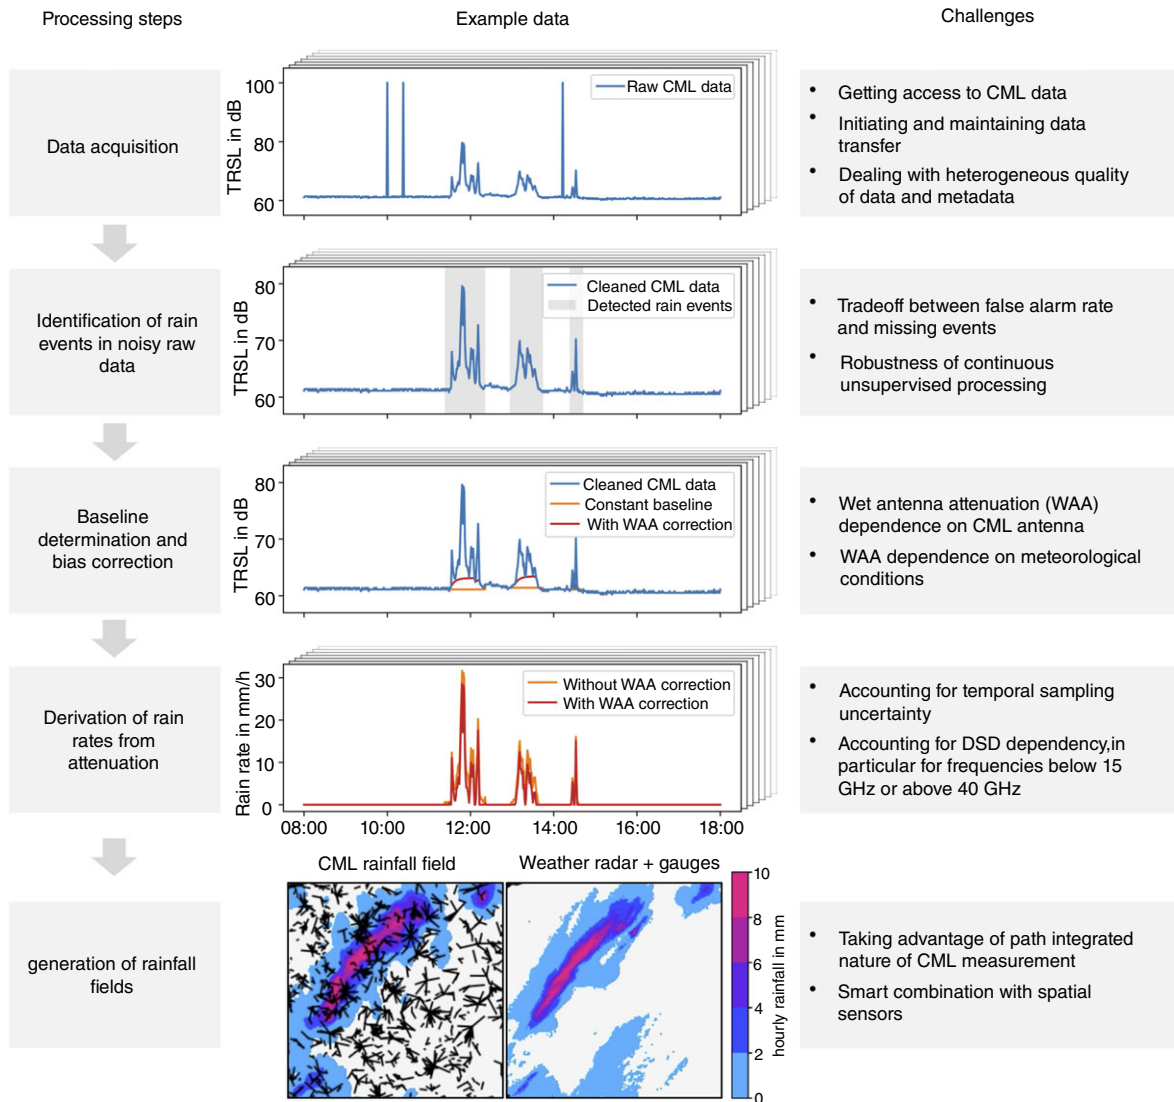 Processing steps
Example data
Challenges
Data acquisition
100
80
60
TRSL in dB
Raw CML data
• Getting access to CML data
• Initiating and maintaining data
transfer
• Dealing with heterogeneous quality
of data and metadata
Identification of rain
events in noisy raw
data
80
70
60
TRSL in dB
Cleaned CML data
Detected rain events
• Tradeoff between false alarm rate
and missing events
• Robustness of continuous
unsupervised processing
Baseline
determination and
bias correction
80
70
60
TRSL in dB
Cleaned CML data
Constant baseline
With WAA correction
• Wet antenna attenuation (WAA)
dependence on CML antenna
• WAA dependence on meteorological
conditions
Derivation of rain
rates from
attenuation
30
20
10
0
Rain rate in mm/h
Without WAA correction
With WAA correction
08:00 10:00 12:00 14:00 16:00 18:00
• Accounting for temporal sampling
uncertainty
• Accounting for DSD dependency,in
particular for frequencies below 15
GHz or above 40 GHz
generation of rainfall
fields
CML rainfall field
Weather radar + gauges
10
8
6
4
2
0
hourly rainfall in mm
• Taking advantage of path integrated
nature of CML measurement
• Smart combination with spatial
sensors